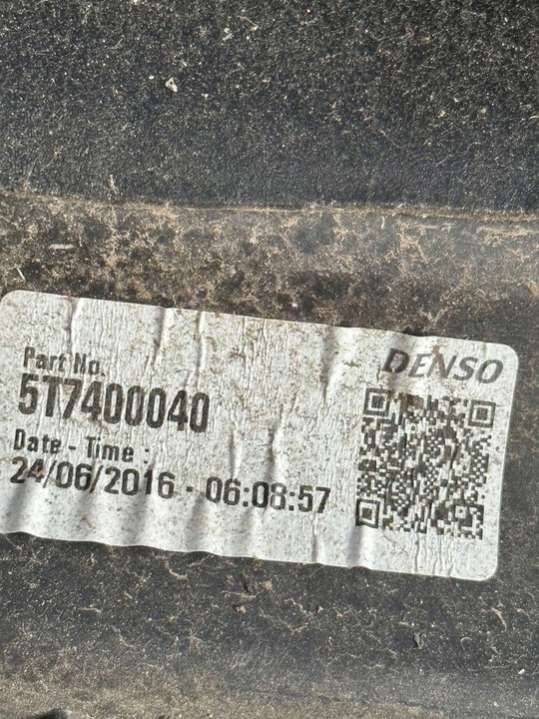 DENSO
Part No.
5T7400040
Date - Time :
24/06/2016 - 06:08:57